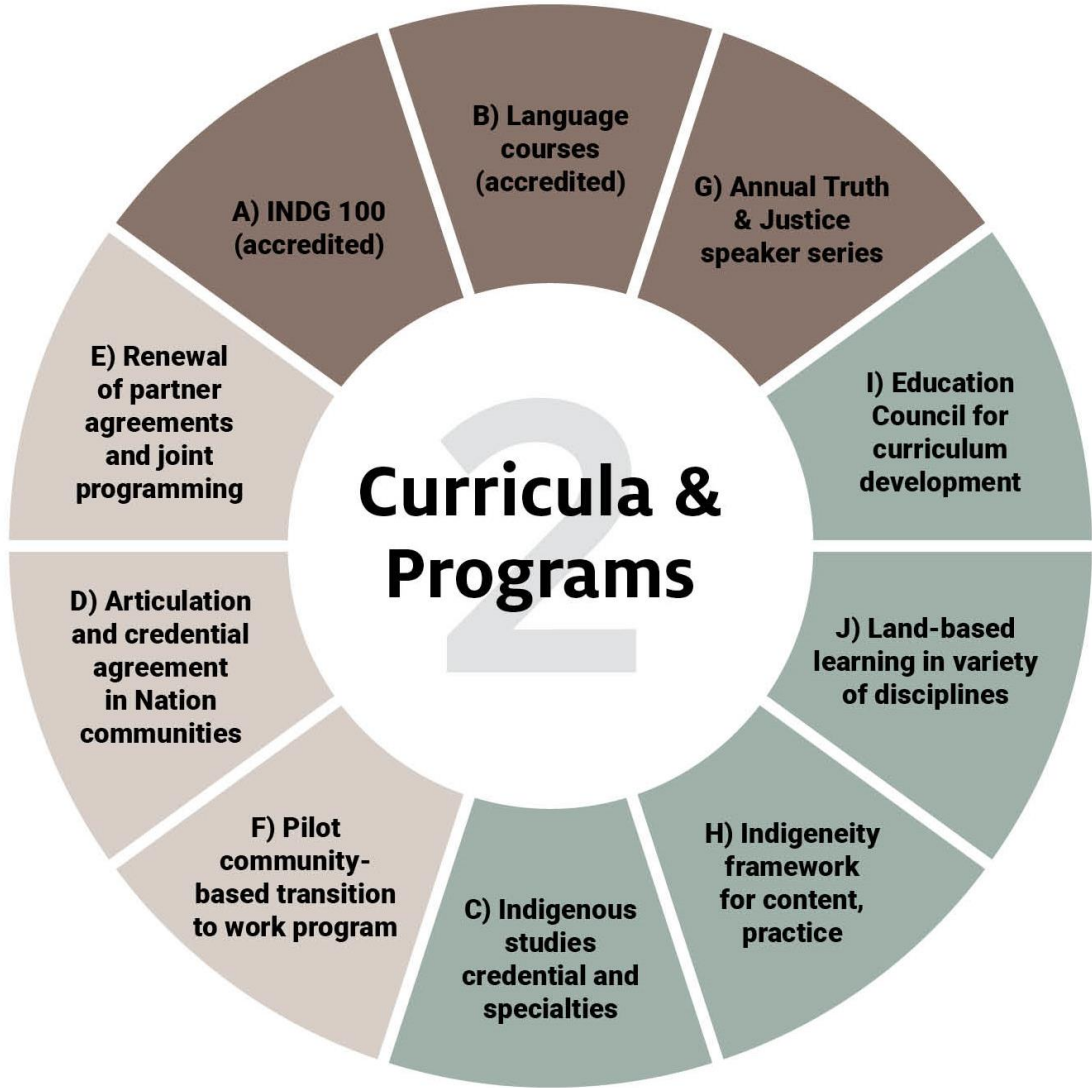 B) Language
courses
(accredited)
G) Annual Truth
& Justice
speaker series
I) Education
Council for
curriculum
development
J) Land-based
learning in variety
of disciplines
H) Indigeneity
framework
for content,
practice
C) Indigenous
studies
credential and
specialties
F) Pilot
community-
based transition
to work program
D) Articulation
and credential
agreement
in Nation
communities
E) Renewal
of partner
agreements
and joint
programming
A) INDG 100
(accredited)
2
Curricula &
Programs